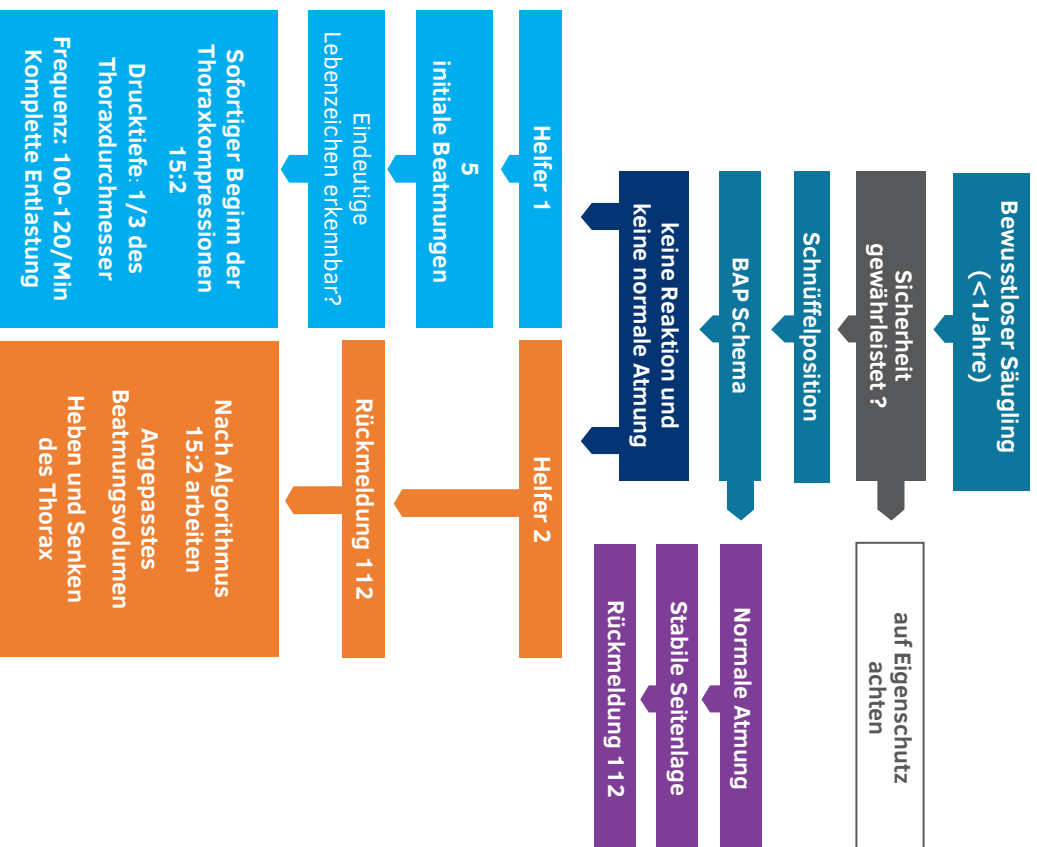 Bewusstloser Säugling
(<1Jahre)
Sicherheit
gewährleistet ?
auf Eigenschutz
achten
Schnüffelposition
BAP Schema
Normale Atmung
Stabile Seitenlage
Rückmeldung 112
keine Reaktion und
keine normale Atmung
Helfer 1
5
initiale Beatmungen
Eindeutige
Lebenzeichen erkennbar?
Sofortiger Beginn der
Thoraxkompressionen
15:2
Drucktiefe: 1/3 des
Thoraxdurchmesser
Frequenz: 100-120/Min
Komplette Entlastung
Helfer 2
Rückmeldung 112
Nach Algorithmus
15:2 arbeiten
Angepasstes
Beatmungsvolumen
Heben und Senken
des Thorax